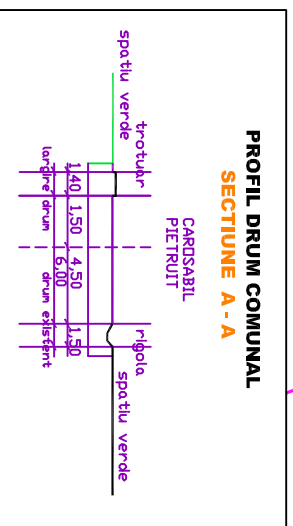 PROFIL DRUM COMUNAL
SECTIUNE A - A
CAROSABIL
PIETRUIT
spatiu verde
trotuar
rigola
spatiu verde
1,40 1,50 4,50 1,50
6,00
largire drum drum existent